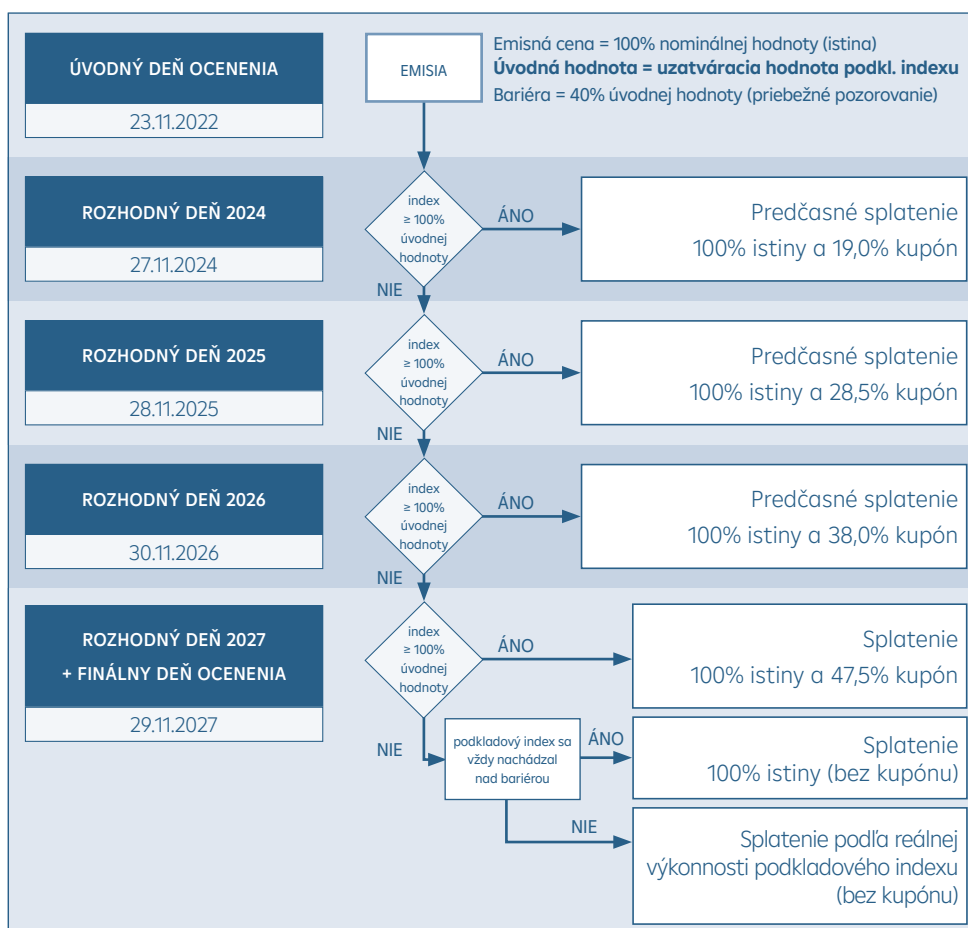 ÚVODNÝ DEŇ OCENENIA
23.11.2022
EMISIA
Emisná cena = 100% nominálnej hodnoty (istina)
Úvodná hodnota = uzatváracia hodnota podkl. indexu
Bariéra = 40% úvodnej hodnoty (priebežné pozorovanie)
ROZHODNÝ DEŇ 2024
27.11.2024
index
≥ 100%
úvodnej
hodnoty
ÁNO
NIE
Predčasné splatenie
100% istiny a 19,0% kupón
ROZHODNÝ DEŇ 2025
28.11.2025
index
≥ 100%
úvodnej
hodnoty
ÁNO
NIE
Predčasné splatenie
100% istiny a 28,5% kupón
ROZHODNÝ DEŇ 2026
30.11.2026
index
≥ 100%
úvodnej
hodnoty
ÁNO
NIE
Predčasné splatenie
100% istiny a 38,0% kupón
ROZHODNÝ DEŇ 2027
+ FINÁLNY DEŇ OCENENIA
29.11.2027
index
≥ 100%
úvodnej
hodnoty
ÁNO
NIE
Splatenie
100% istiny a 47,5% kupón
podkladový index sa
vždy nachádzal
nad bariérou
ÁNO
Splatenie
100% istiny (bez kupónu)
NIE
Splatenie podľa reálnej
výkonnosti podkladového indexu
(bez kupónu)